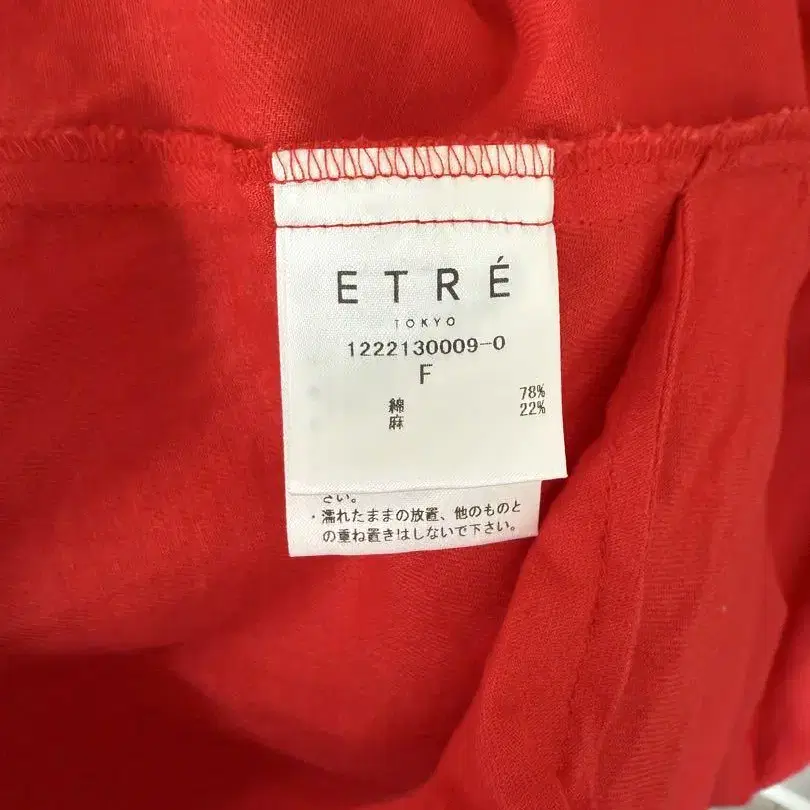 ETRÉ
TOKYO
1222130009-0
F
綿 78%
麻 22%
さい。
・濡れたままの放置、他のものと
の重ね置きはしないで下さい。